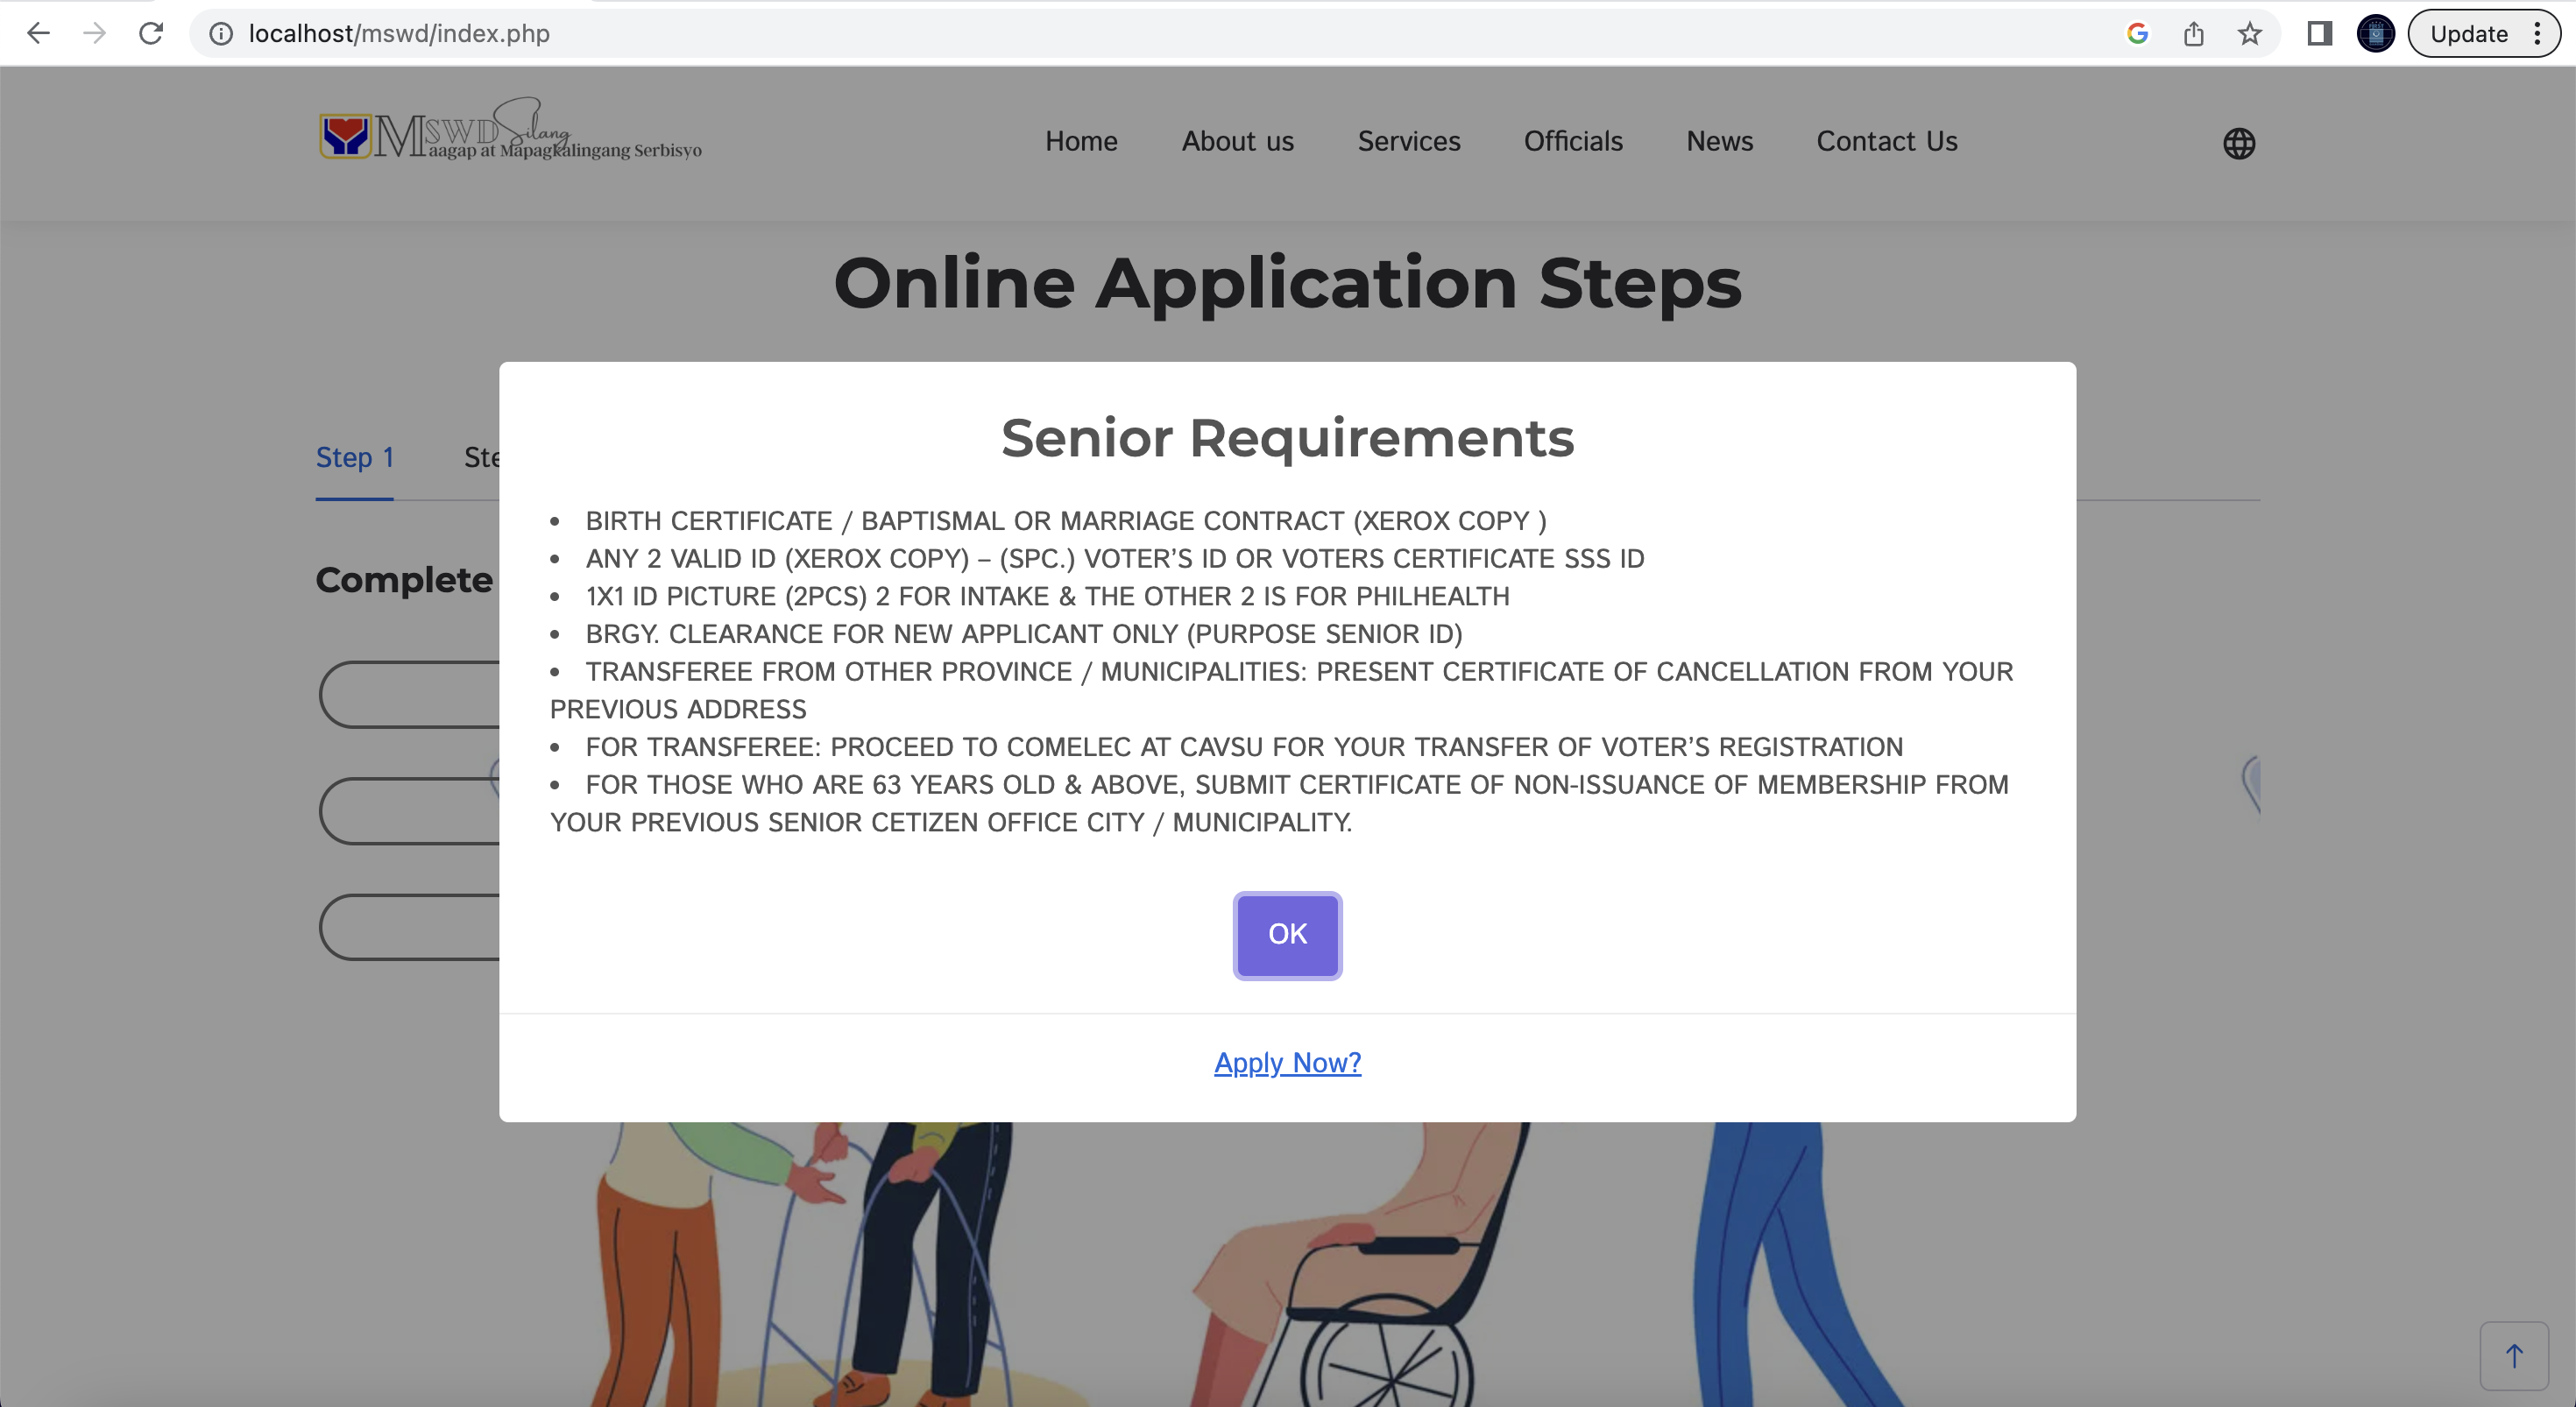 localhost/mswd/index.php
Update
MSWD Silang
Maagap at Mapagkalingang Serbisyo
Home About us Services Officials News Contact Us
Online Application Steps
Step 1
Ste
Complete
Senior Requirements
• BIRTH CERTIFICATE / BAPTISMAL OR MARRIAGE CONTRACT (XEROX COPY )
• ANY 2 VALID ID (XEROX COPY) – (SPC.) VOTER’S ID OR VOTERS CERTIFICATE SSS ID
• 1X1 ID PICTURE (2PCS) 2 FOR INTAKE & THE OTHER 2 IS FOR PHILHEALTH
• BRGY. CLEARANCE FOR NEW APPLICANT ONLY (PURPOSE SENIOR ID)
• TRANSFEREE FROM OTHER PROVINCE / MUNICIPALITIES: PRESENT CERTIFICATE OF CANCELLATION FROM YOUR
PREVIOUS ADDRESS
• FOR TRANSFEREE: PROCEED TO COMELEC AT CAVSU FOR YOUR TRANSFER OF VOTER’S REGISTRATION
• FOR THOSE WHO ARE 63 YEARS OLD & ABOVE, SUBMIT CERTIFICATE OF NON-ISSUANCE OF MEMBERSHIP FROM
YOUR PREVIOUS SENIOR CETIZEN OFFICE CITY / MUNICIPALITY.
OK
Apply Now?